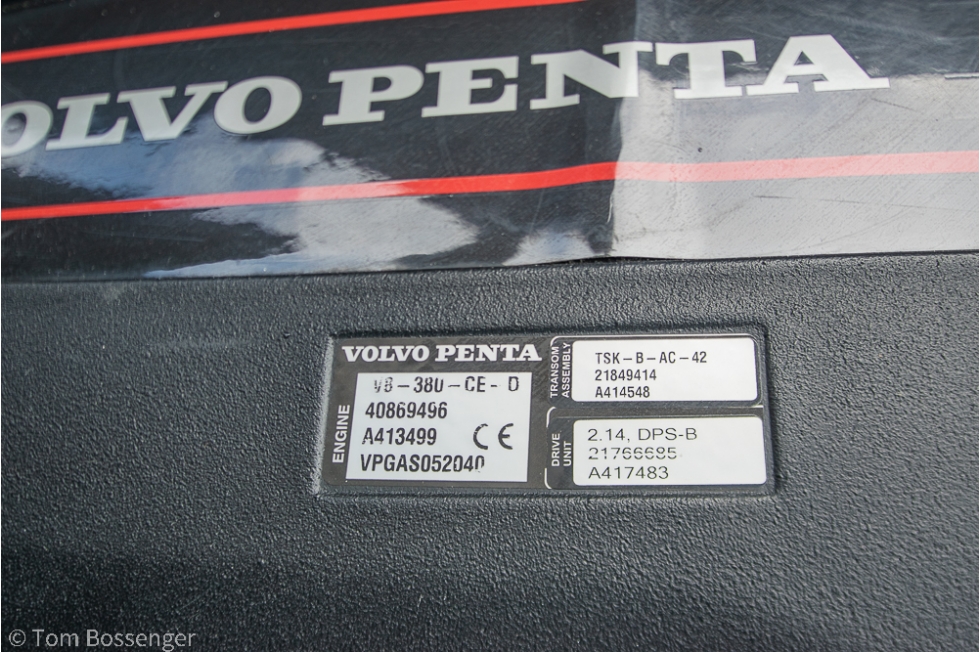 VOLVO PENTA
VOLVO PENTA
ENGINE
V8-380-CE-D
40869496
A413499
CE
VPGAS052040
TRANSOM
ASSEMBLY
TSK-B-AC-42
21849414
A414548
DRIVE
UNIT
2.14, DPS-B
21766685
A417483
© Tom Bossenger